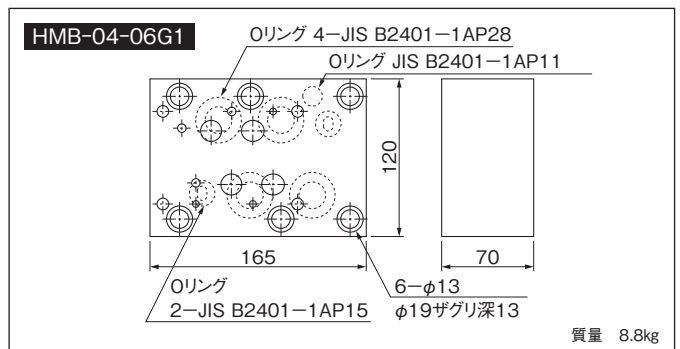 HMB-04-06G1
Oリング 4-JIS B2401-1AP28
Oリング JIS B2401-1AP11
120
165
70
Oリング
2-JIS B2401-1AP15
6-φ13
φ19ザグリ深13
質量 8.8kg